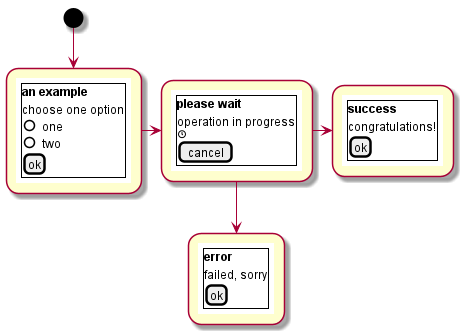 an example
choose one option
one
two
ok
please wait
operation in progress
cancel
success
congratulations!
ok
error
failed, sorry
ok